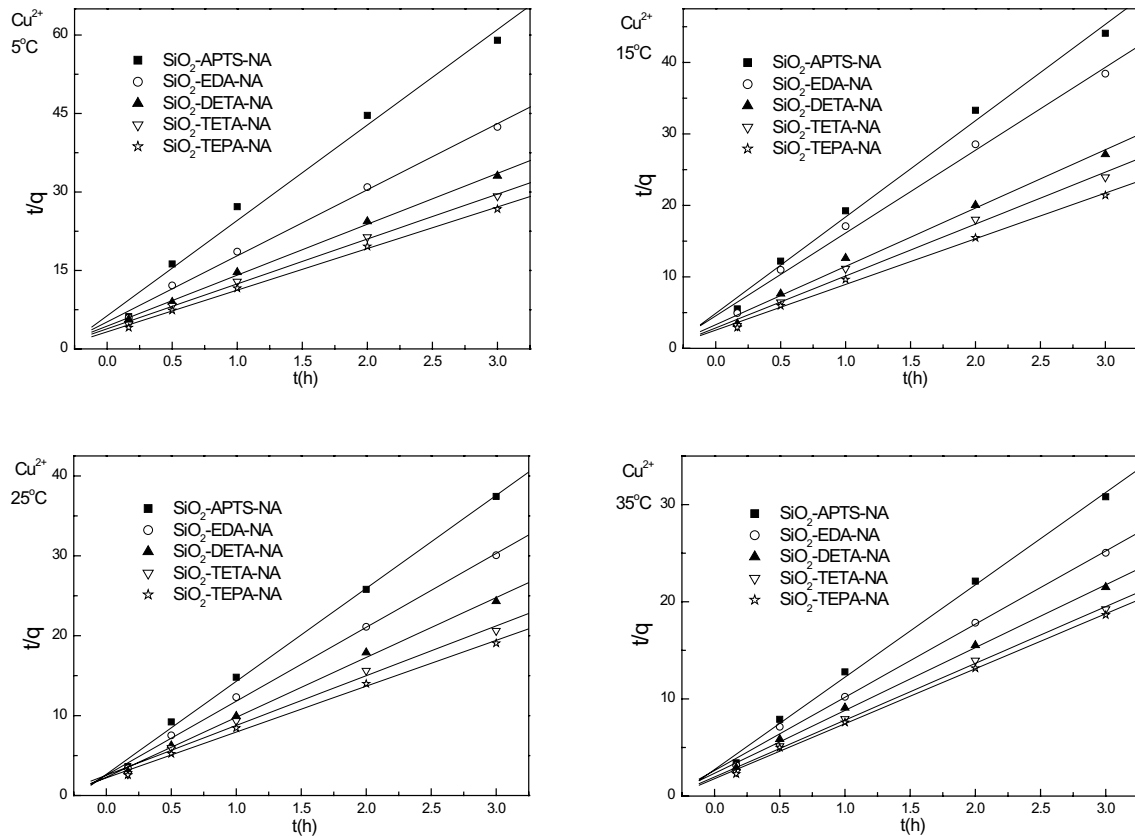 Cu²⁺
5°C
SiO₂-APTS-NA
SiO₂-EDA-NA
SiO₂-DETA-NA
SiO₂-TETA-NA
SiO₂-TEPA-NA
60
45
30
15
0
t/q
0.0 0.5 1.0 1.5 2.0 2.5 3.0
t(h)
Cu²⁺
15°C
SiO₂-APTS-NA
SiO₂-EDA-NA
SiO₂-DETA-NA
SiO₂-TETA-NA
SiO₂-TEPA-NA
40
30
20
10
0
t/q
0.0 0.5 1.0 1.5 2.0 2.5 3.0
t(h)
Cu²⁺
25°C
SiO₂-APTS-NA
SiO₂-EDA-NA
SiO₂-DETA-NA
SiO₂-TETA-NA
SiO₂-TEPA-NA
40
30
20
10
0
t/q
0.0 0.5 1.0 1.5 2.0 2.5 3.0
t(h)
Cu²⁺
35°C
SiO₂-APTS-NA
SiO₂-EDA-NA
SiO₂-DETA-NA
SiO₂-TETA-NA
SiO₂-TEPA-NA
30
20
10
0
t/q
0.0 0.5 1.0 1.5 2.0 2.5 3.0
t(h)